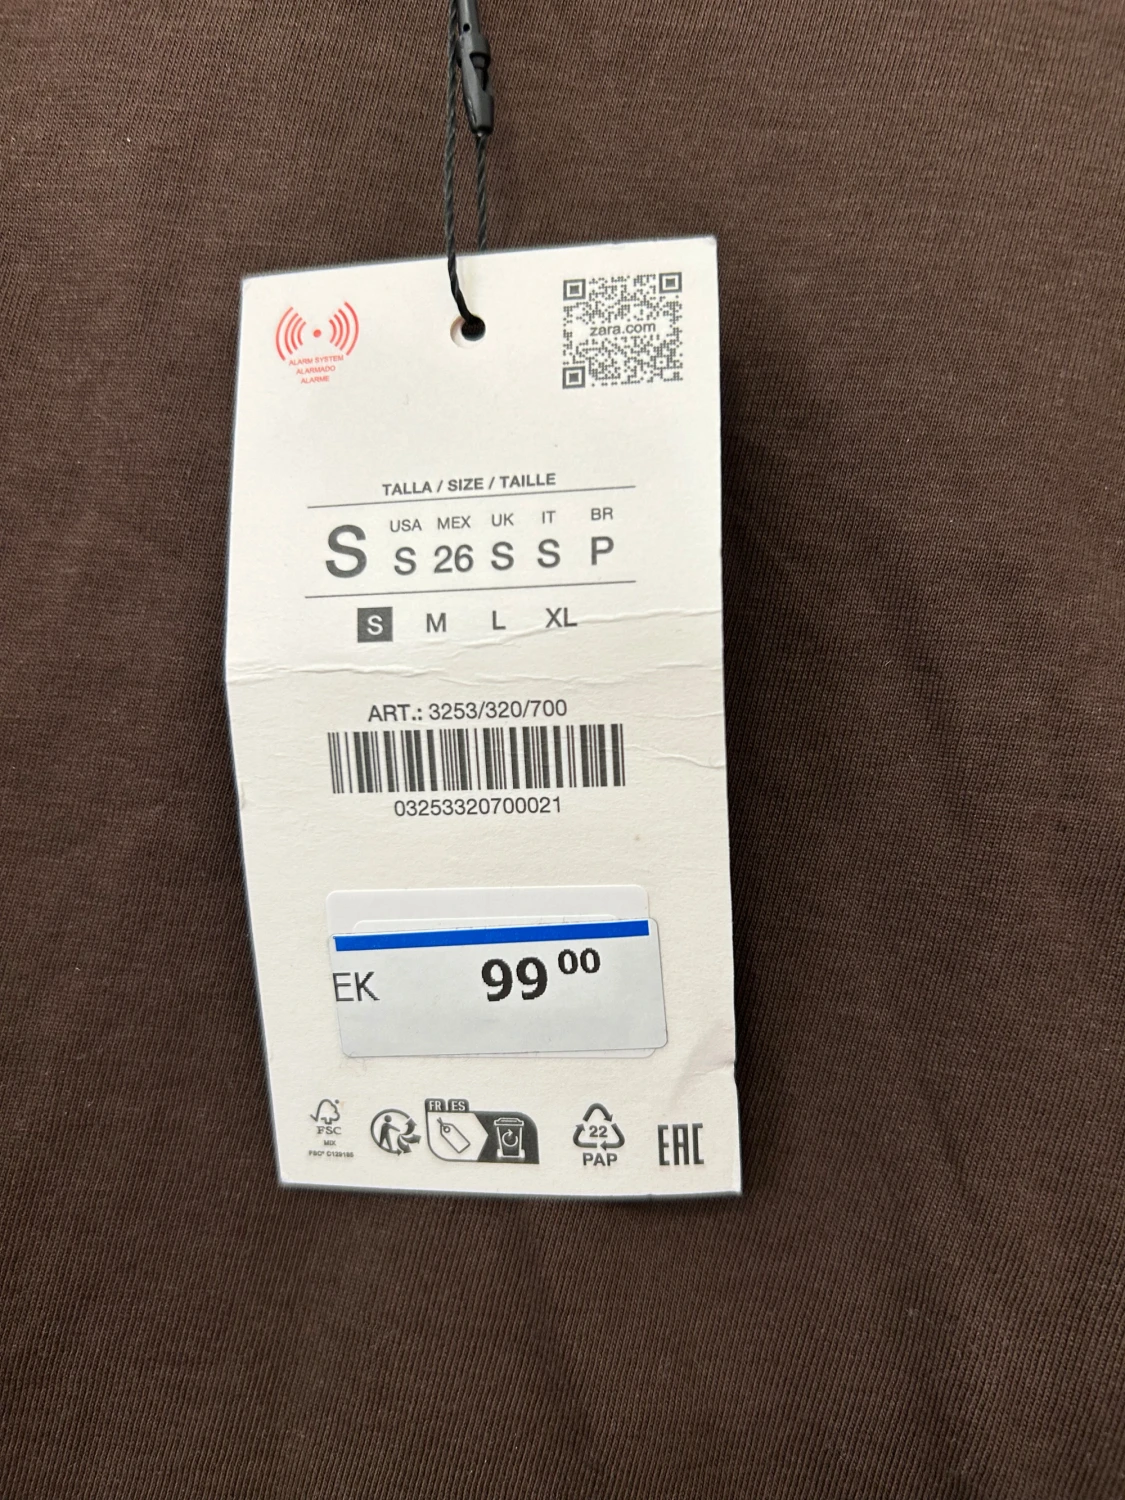 ALARM SYSTEM
ALARMADO
ALARME
zara.com
TALLA / SIZE / TAILLE
USA MEX UK IT BR
S S 26 S S P
S M L XL
ART.: 3253/320/700
03253320700021
EK 99 00
FR ES
FSC
MIX
22
PAP
EAC